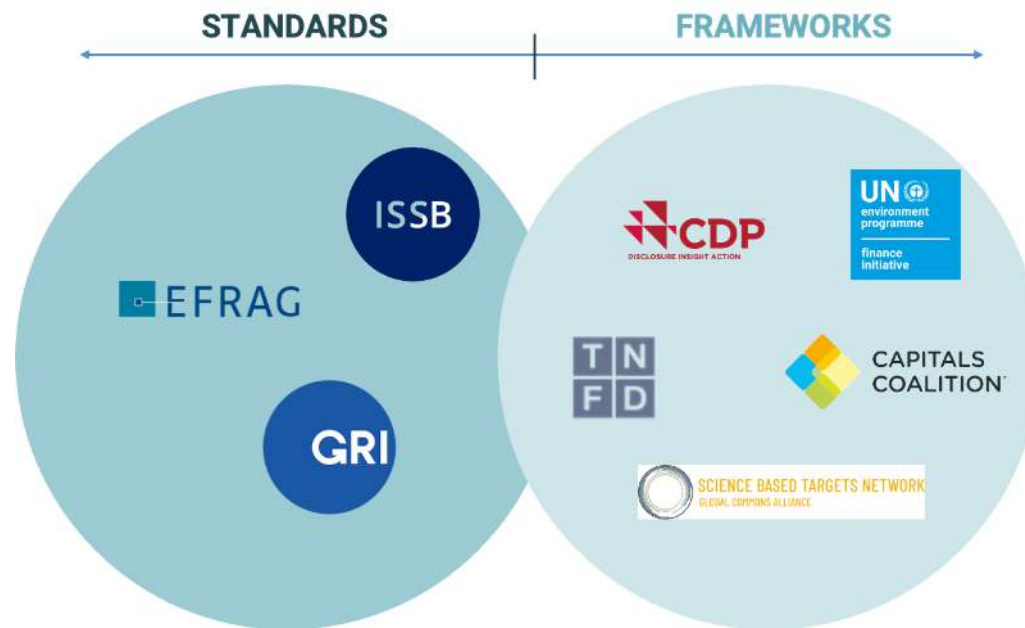 STANDARDS
FRAMEWORKS
ISSB
EFRAG
GRI
CDP
DISCLOSURE INSIGHT ACTION
UN
environment
programme
finance
initiative
T N
F D
CAPITALS
COALITION
SCIENCE BASED TARGETS NETWORK
GLOBAL COMMONS ALLIANCE